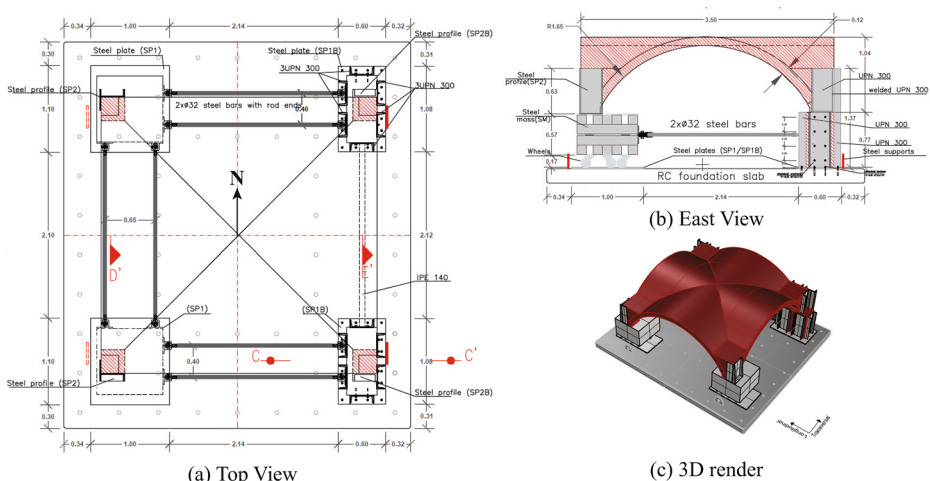 0.34 1.00 2.14 0.60 0.32
0.30
Steel plate (SP1)
Steel plate (SP1B)
Steel profile (SP2B)
0.31
3UPN 300
3UPN 300
Steel profile (SP2)
2xø32 steel bars with rod ends
0.40
1.10
1.08
N
0.65
2.10
2.12
D'
IPE 140
(SP1)
(SP1B)
C
C'
0.40
1.10
1.08
Steel profile (SP2)
Steel profile (SP2B)
0.30
0.31
0.34 1.00 2.14 0.60 0.32
(a) Top View
R1.65
3.50
0.12
1.04
Steel
profile(SP2)
0.63
UPN 300
welded UPN 300
Steel
mass(SM)
2xø32 steel bars
1.37
UPN 300
0.57
0.77
UPN 300
Wheels
Steel plates (SP1/SP1B)
Steel supports
0.17
RC foundation slab
0.34 1.00 2.14 0.60 0.32
(b) East View
Longitudinal
Transverse
(c) 3D render